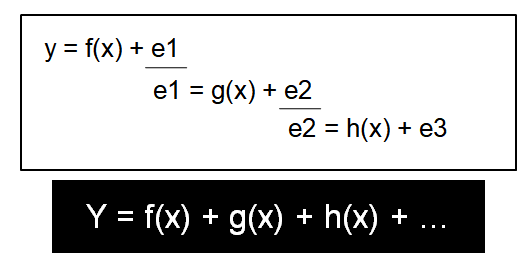 y = f(x) + e1
e1 = g(x) + e2
e2 = h(x) + e3
Y = f(x) + g(x) + h(x) + …